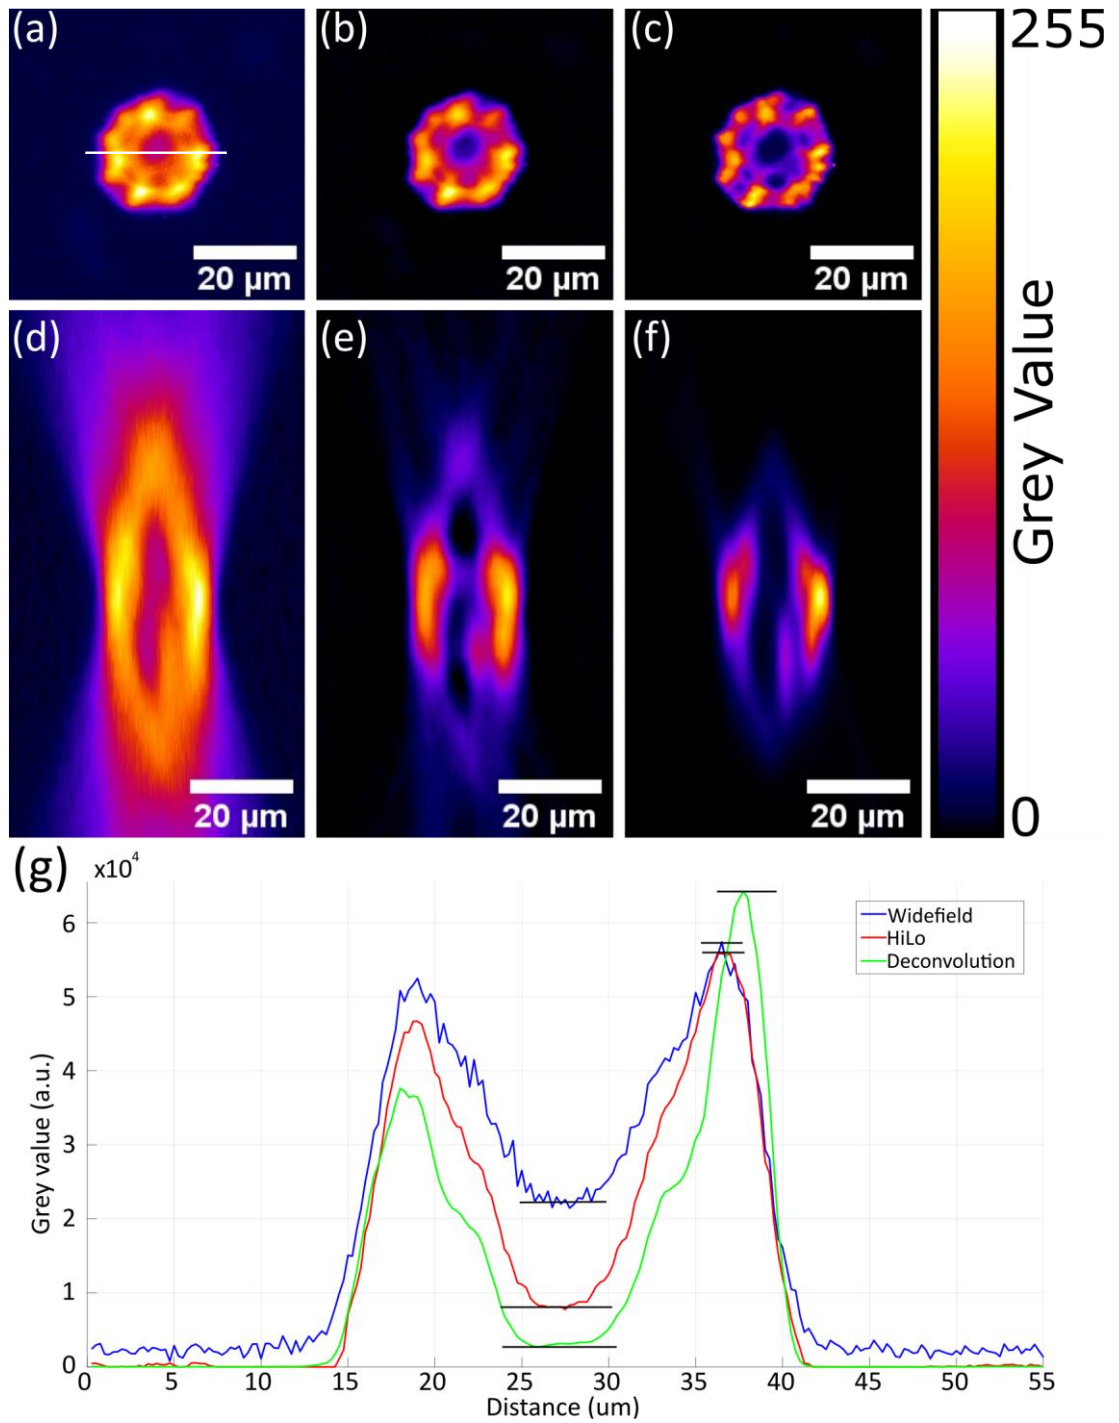 (a)
(b)
(c)
255
20 µm
20 µm
20 µm
(d)
(e)
(f)
Grey Value
20 µm
20 µm
20 µm
0
(g)
x10⁴
Widefield
HiLo
Deconvolution
6
5
4
3
2
1
0
Grey value (a.u.)
0 5 10 15 20 25 30 35 40 45 50 55
Distance (um)